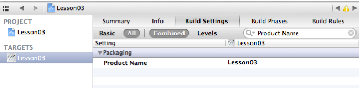 Lesson03
PROJECT
Lesson03
TARGETS
Lesson03
Summary Info Build Settings Build Phases Build Rules
Basic All Combined Levels Product Name
Setting Lesson03
Packaging
Product Name Lesson03